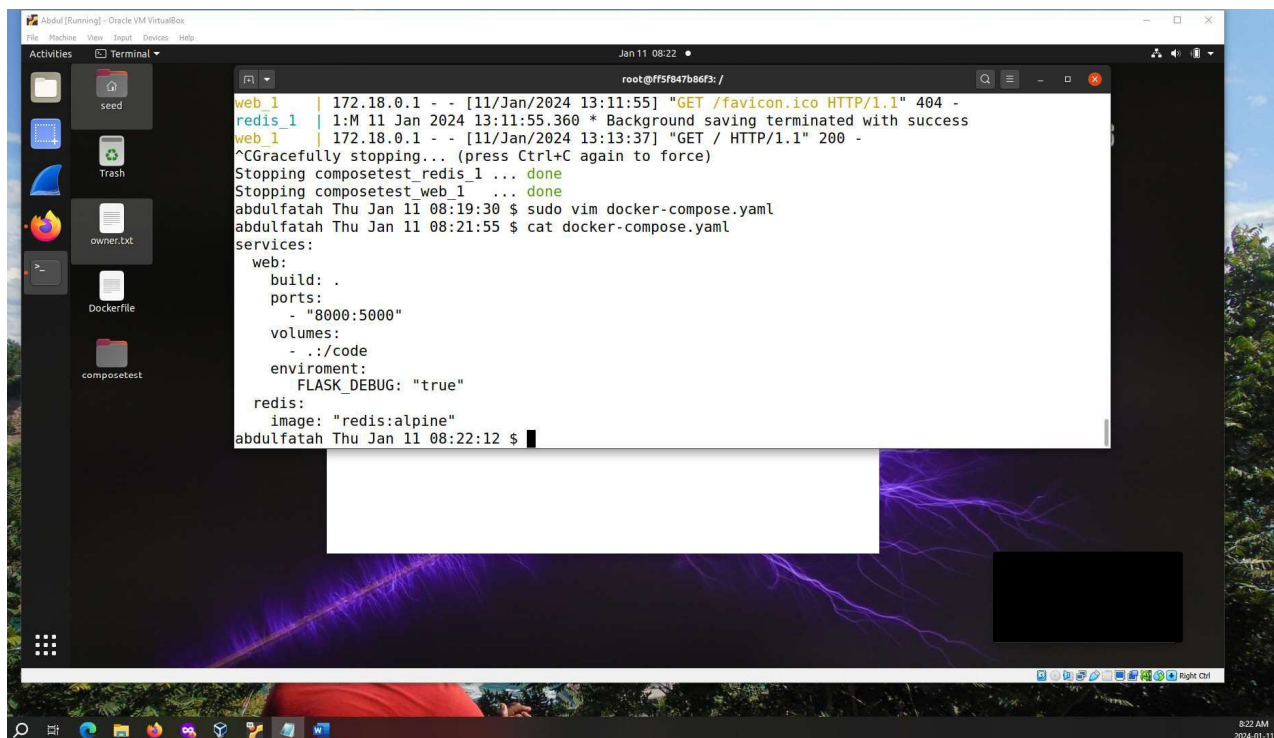 Abdul [Running] - Oracle VM VirtualBox
File Machine View Input Devices Help
Activities Terminal Jan 11 08:22
root@ff5f847b86f3: /
seed
Trash
owner.txt
Dockerfile
composetest
web_1 | 172.18.0.1 - - [11/Jan/2024 13:11:55] "GET /favicon.ico HTTP/1.1" 404 -
redis_1 | 1:M 11 Jan 2024 13:11:55.360 * Background saving terminated with success
web_1 | 172.18.0.1 - - [11/Jan/2024 13:13:37] "GET / HTTP/1.1" 200 -
^CGracefully stopping... (press Ctrl+C again to force)
Stopping composetest_redis_1 ... done
Stopping composetest_web_1 ... done
abdulfatah Thu Jan 11 08:19:30 $ sudo vim docker-compose.yaml
abdulfatah Thu Jan 11 08:21:55 $ cat docker-compose.yaml
services:
  web:
    build: .
    ports:
      - "8000:5000"
    volumes:
      - .:/code
    enviroment:
       FLASK_DEBUG: "true"
  redis:
    image: "redis:alpine"
abdulfatah Thu Jan 11 08:22:12 $
Right Ctrl
8:22 AM
2024-01-11